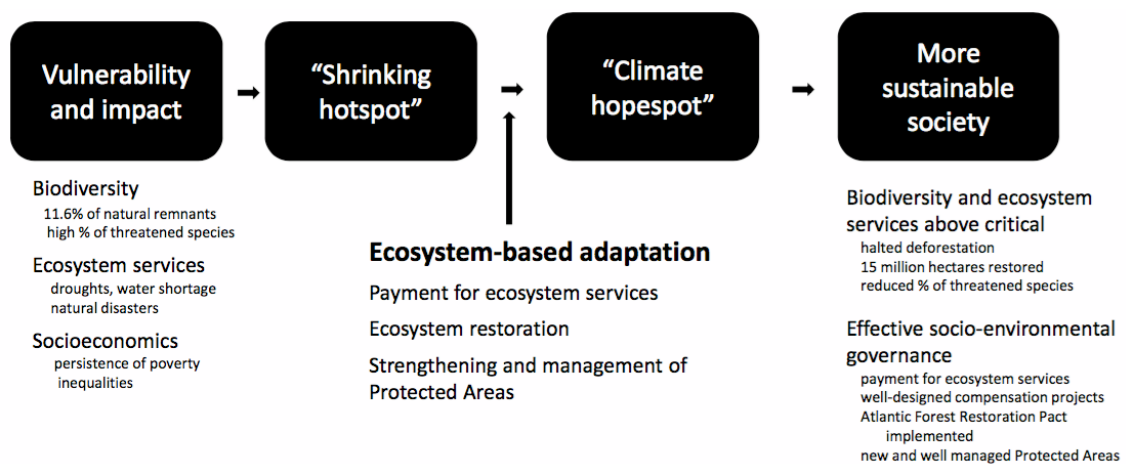 Vulnerability
and impact
“Shrinking
hotspot”
“Climate
hopespot”
More
sustainable
society
Biodiversity
11.6% of natural remnants
high % of threatened species
Ecosystem services
droughts, water shortage
natural disasters
Socioeconomics
persistence of poverty
inequalities
Ecosystem-based adaptation
Payment for ecosystem services
Ecosystem restoration
Strengthening and management of
Protected Areas
Biodiversity and ecosystem
services above critical
halted deforestation
15 million hectares restored
reduced % of threatened species
Effective socio-environmental
governance
payment for ecosystem services
well-designed compensation projects
Atlantic Forest Restoration Pact
implemented
new and well managed Protected Areas